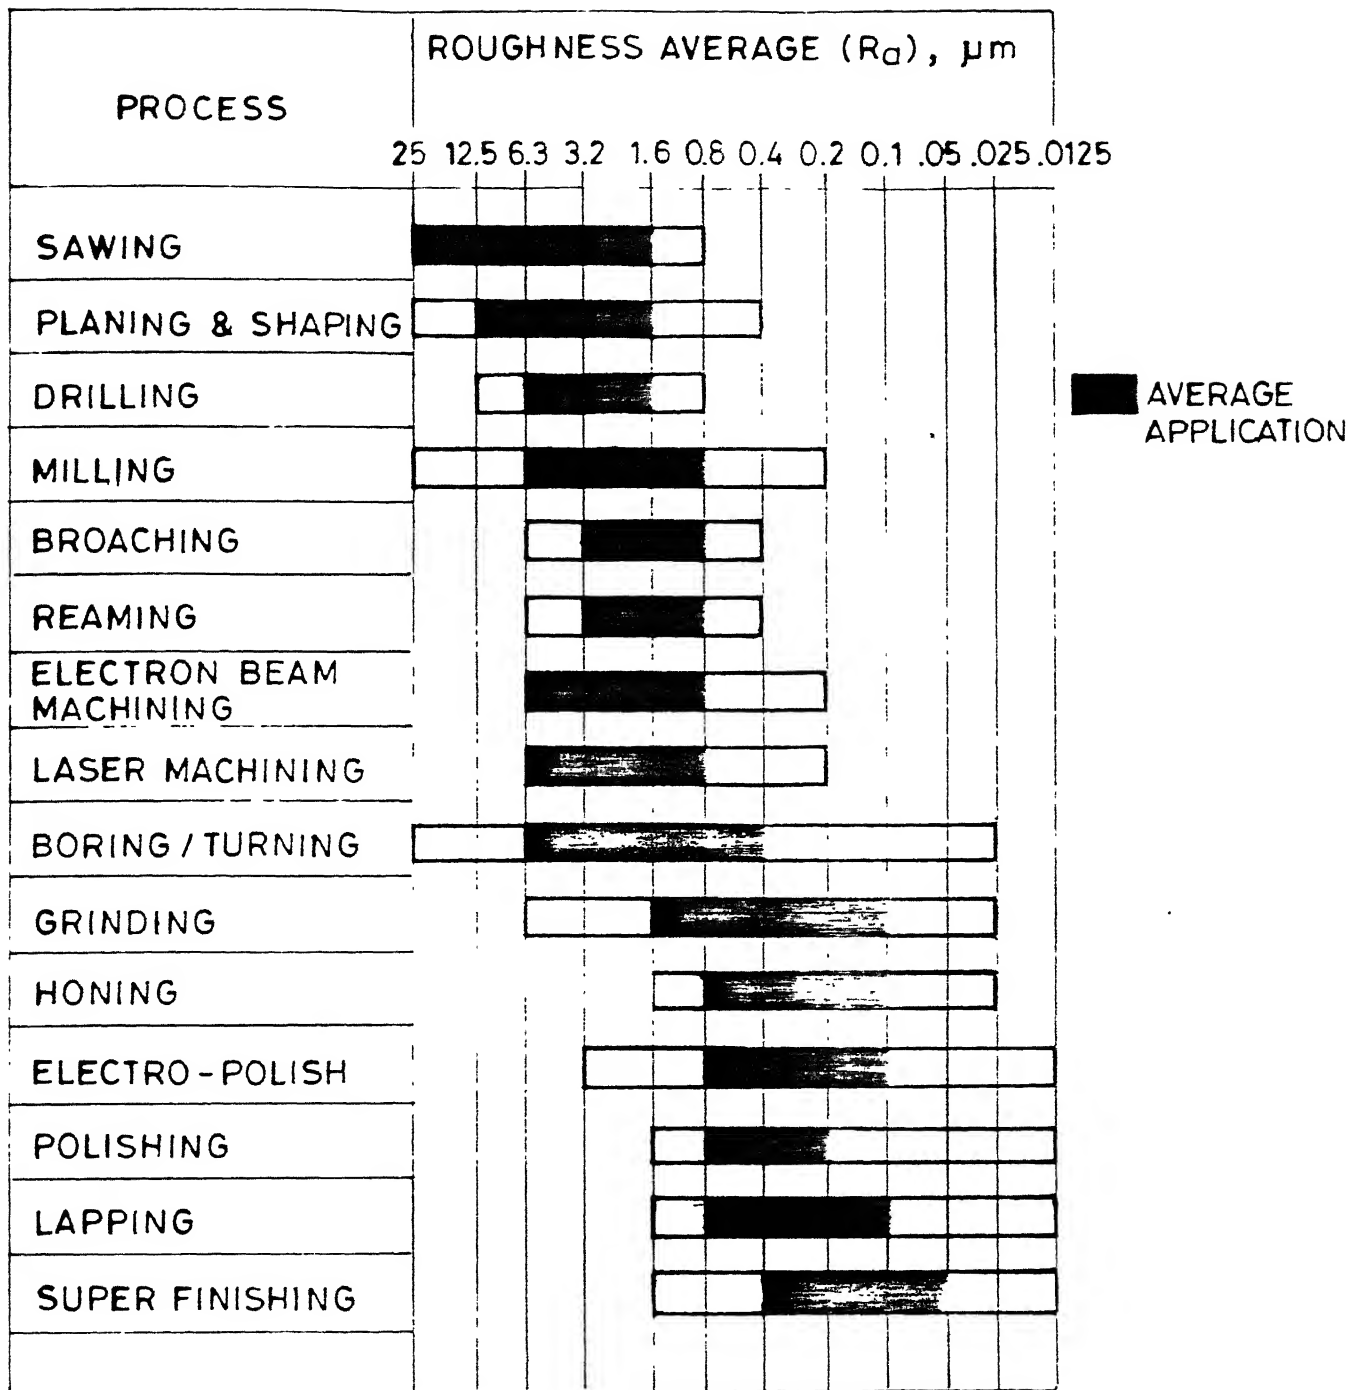 ROUGHNESS AVERAGE (Ra), µm
PROCESS
25 12.5 6.3 3.2 1.6 0.8 0.4 0.2 0.1 .05 .025 .0125
SAWING
PLANING & SHAPING
DRILLING
AVERAGE
APPLICATION
MILLING
BROACHING
REAMING
ELECTRON BEAM
MACHINING
LASER MACHINING
BORING / TURNING
GRINDING
HONING
ELECTRO-POLISH
POLISHING
LAPPING
SUPER FINISHING